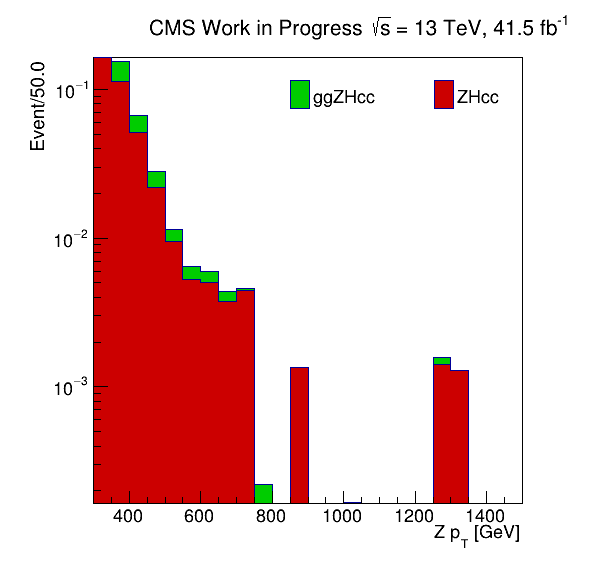 CMS Work in Progress √s = 13 TeV, 41.5 fb⁻¹
Event/50.0
ggZHcc ZHcc
10⁻¹
10⁻²
10⁻³
400 600 800 1000 1200 1400
Z p_T [GeV]